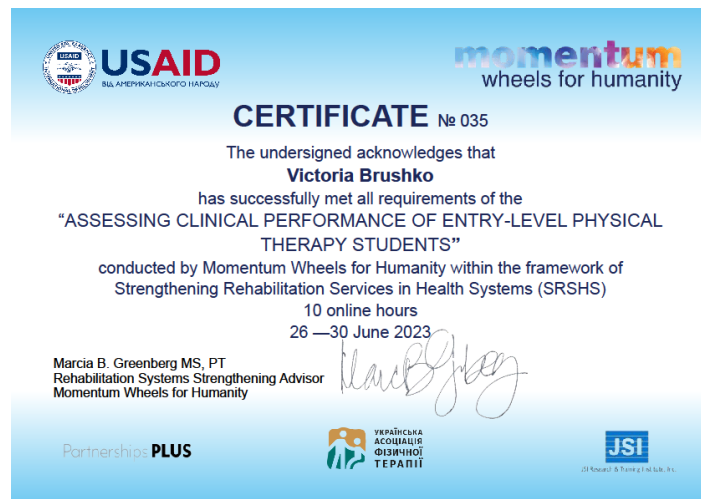 USAID
USAID
ВІД АМЕРИКАНСЬКОГО НАРОДУ
momentum
wheels for humanity
CERTIFICATE № 035
The undersigned acknowledges that
Victoria Brushko
has successfully met all requirements of the
“ASSESSING CLINICAL PERFORMANCE OF ENTRY-LEVEL PHYSICAL
THERAPY STUDENTS”
conducted by Momentum Wheels for Humanity within the framework of
Strengthening Rehabilitation Services in Health Systems (SRSHS)
10 online hours
26 —30 June 2023
Marcia B. Greenberg MS, PT
Rehabilitation Systems Strengthening Advisor
Momentum Wheels for Humanity
Partnerships PLUS
УКРАЇНСЬКА
АСОЦІАЦІЯ
ФІЗИЧНОЇ
ТЕРАПІЇ
JSI
JSI Research & Training Institute, Inc.